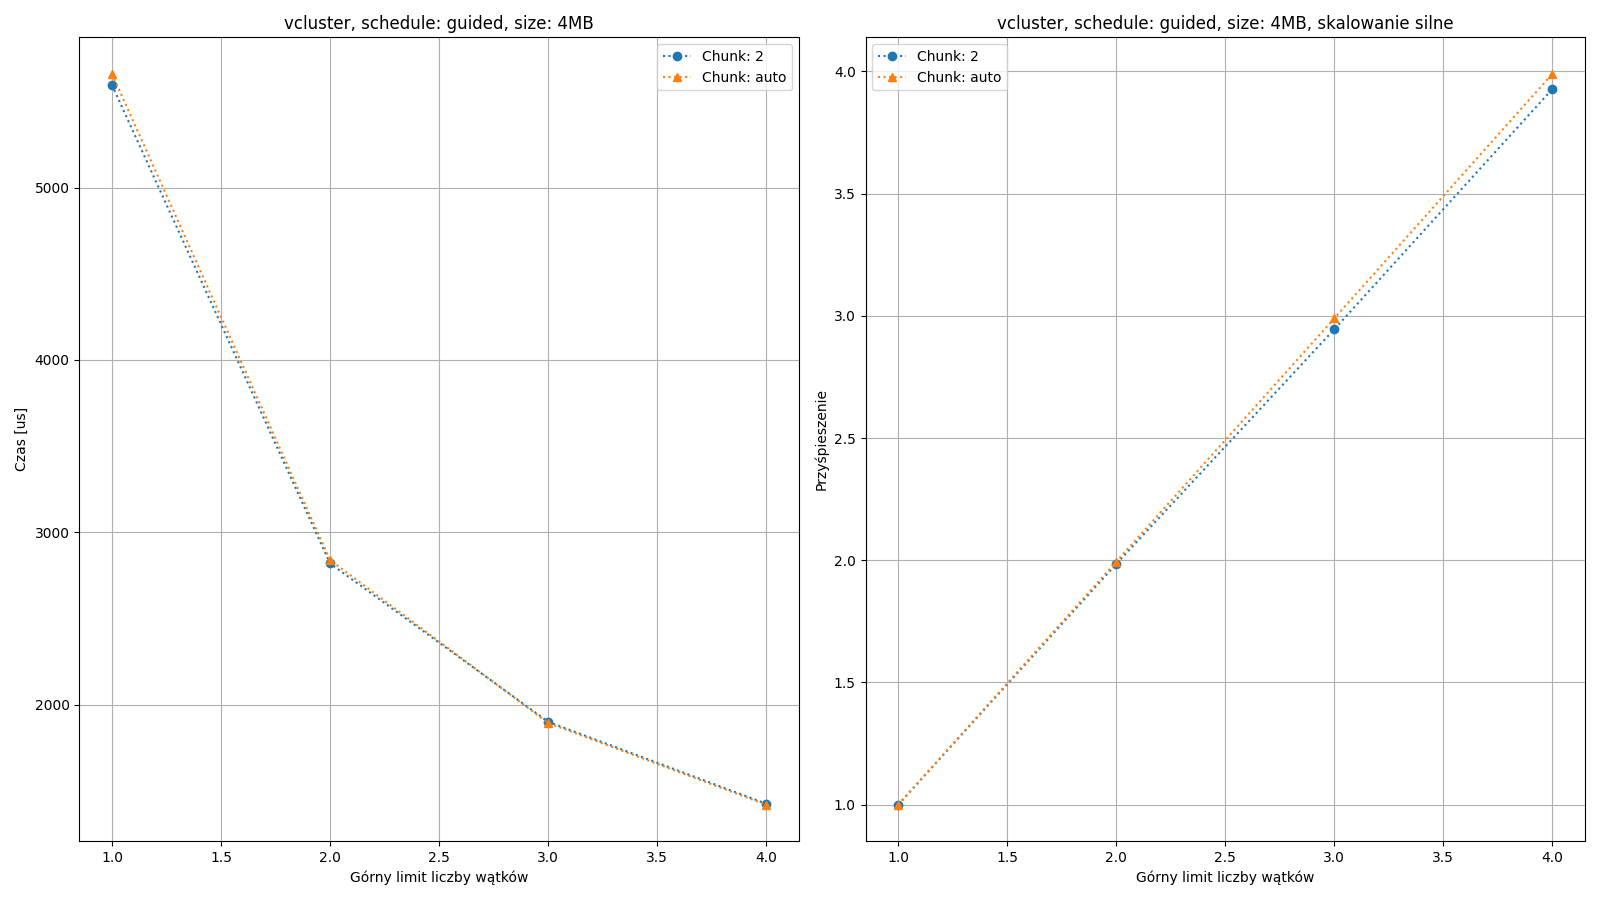 vcluster, schedule: guided, size: 4MB
Chunk: 2
Chunk: auto
5000
4000
3000
2000
Czas [us]
1.0 1.5 2.0 2.5 3.0 3.5 4.0
Górny limit liczby wątków
vcluster, schedule: guided, size: 4MB, skalowanie silne
Chunk: 2
Chunk: auto
4.0
3.5
3.0
2.5
2.0
1.5
1.0
Przyśpieszenie
1.0 1.5 2.0 2.5 3.0 3.5 4.0
Górny limit liczby wątków